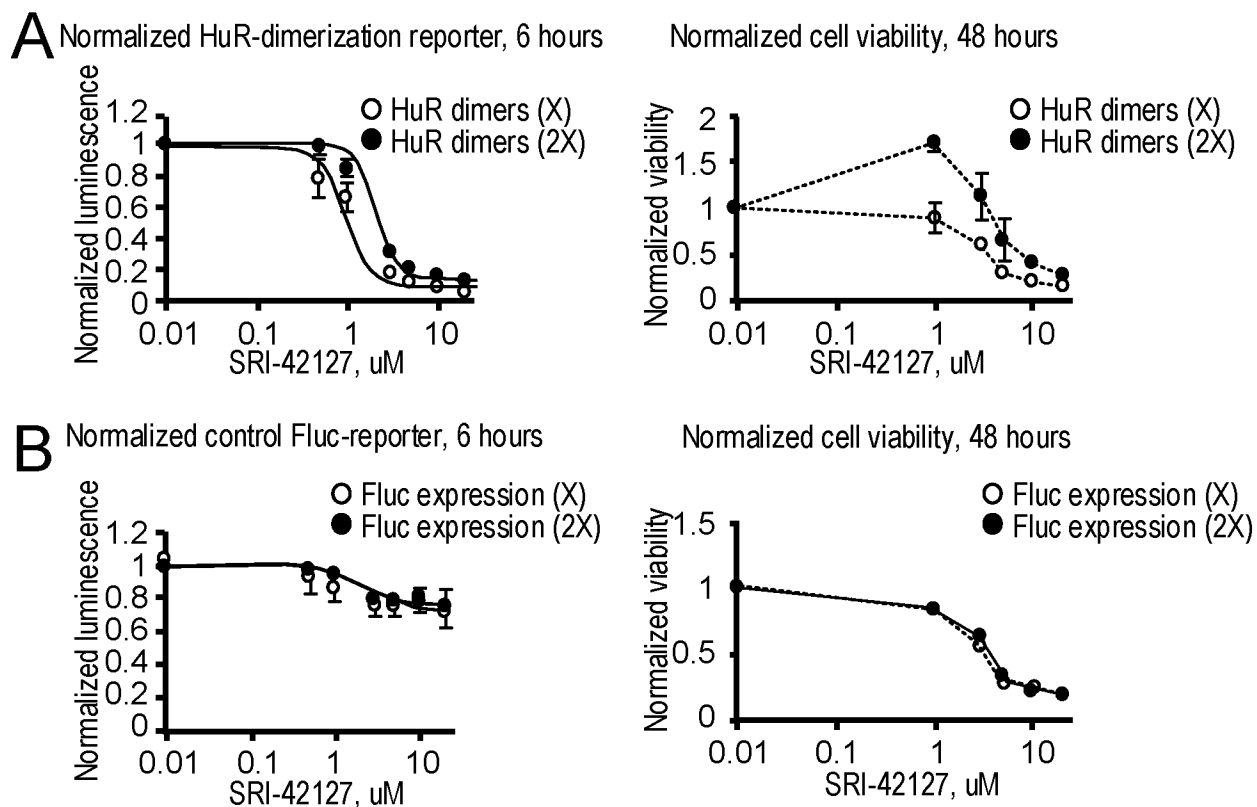 A
Normalized HuR-dimerization reporter, 6 hours
Normalized luminescence
HuR dimers (X)
HuR dimers (2X)
1.2
1
0.8
0.6
0.4
0.2
0
0.01 0.1 1 10
SRI-42127, uM
Normalized cell viability, 48 hours
Normalized viability
HuR dimers (X)
HuR dimers (2X)
2
1.5
1
0.5
0
0.01 0.1 1 10
SRI-42127, uM
B
Normalized control Fluc-reporter, 6 hours
Normalized luminescence
Fluc expression (X)
Fluc expression (2X)
1.2
1
0.8
0.6
0.4
0.2
0
0.01 0.1 1 10
SRI-42127, uM
Normalized cell viability, 48 hours
Normalized viability
Fluc expression (X)
Fluc expression (2X)
1.5
1
0.5
0
0.01 0.1 1 10
SRI-42127, uM